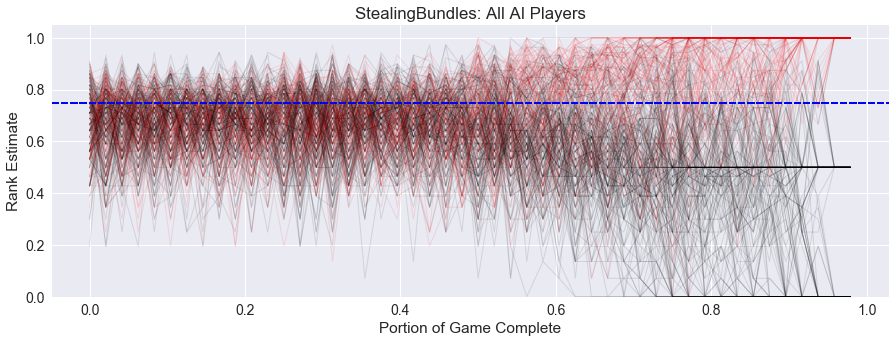 StealingBundles: All AI Players
Rank Estimate
1.0
0.8
0.6
0.4
0.2
0.0
0.0 0.2 0.4 0.6 0.8 1.0
Portion of Game Complete